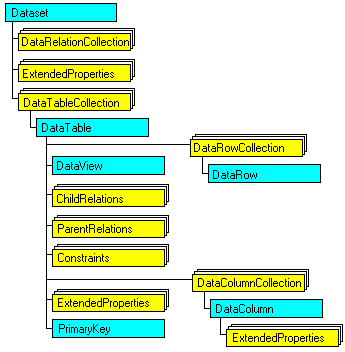 Dataset
DataRelationCollection
ExtendedProperties
DataTableCollection
DataTable
DataRowCollection
DataView
DataRow
ChildRelations
ParentRelations
Constraints
DataColumnCollection
ExtendedProperties
DataColumn
PrimaryKey
ExtendedProperties